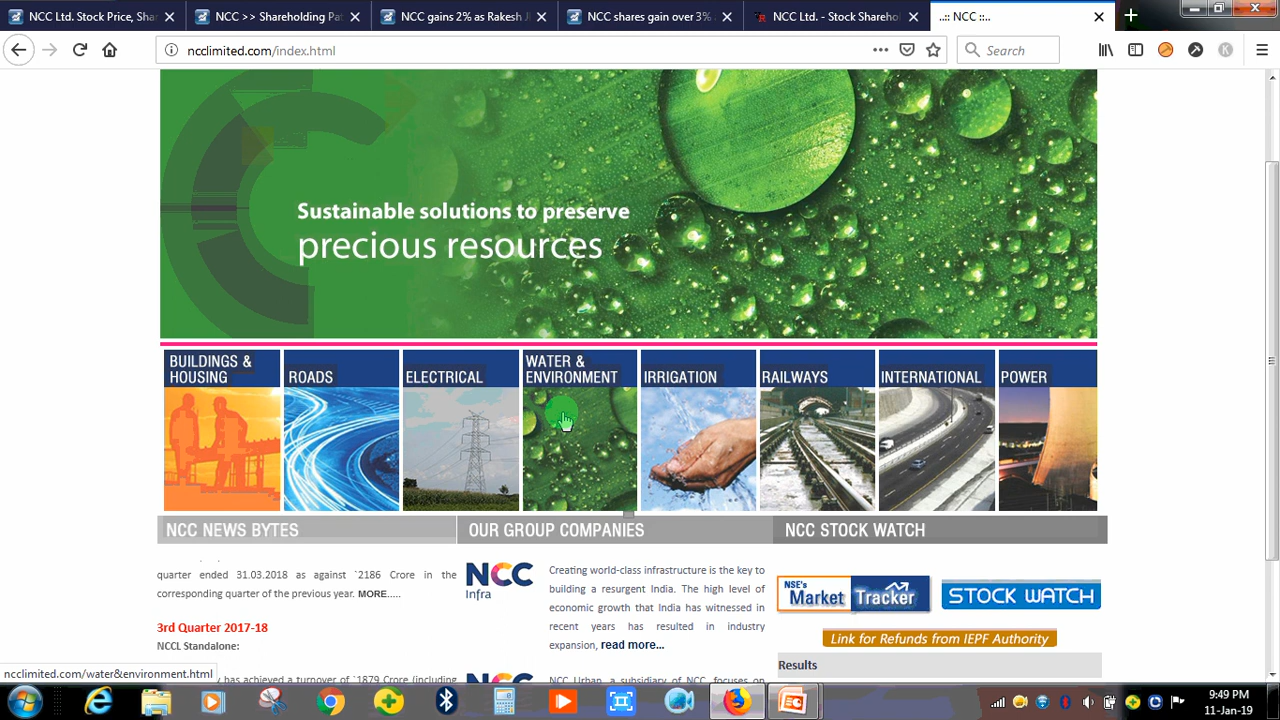 NCC Ltd. Stock Price, Shar
NCC >> Shareholding Pat
NCC gains 2% as Rakesh J
NCC shares gain over 3%
NCC Ltd. - Stock Sharehol
..:: NCC ::..
ncclimited.com/index.html
Search
Sustainable solutions to preserve
precious resources
BUILDINGS &
HOUSING
ROADS
ELECTRICAL
WATER &
ENVIRONMENT
IRRIGATION
RAILWAYS
INTERNATIONAL
POWER
NCC NEWS BYTES
OUR GROUP COMPANIES
NCC STOCK WATCH
quarter ended 31.03.2018 as against `2186 Crore in the
corresponding quarter of the previous year. MORE.....
3rd Quarter 2017-18
NCCL Standalone:
has achieved a turnover of `1879 Crore (including
NCC
Infra
Creating world-class infrastructure is the key to
building a resurgent India. The high level of
economic growth that India has witnessed in
recent years has resulted in industry
expansion, read more...
NCC
NCC Urban, a subsidiary of NCC, focuses on
NSE's
Market Tracker
STOCK WATCH
Link for Refunds from IEPF Authority
Results
ncclimited.com/water&environment.html
9:49 PM
11-Jan-19